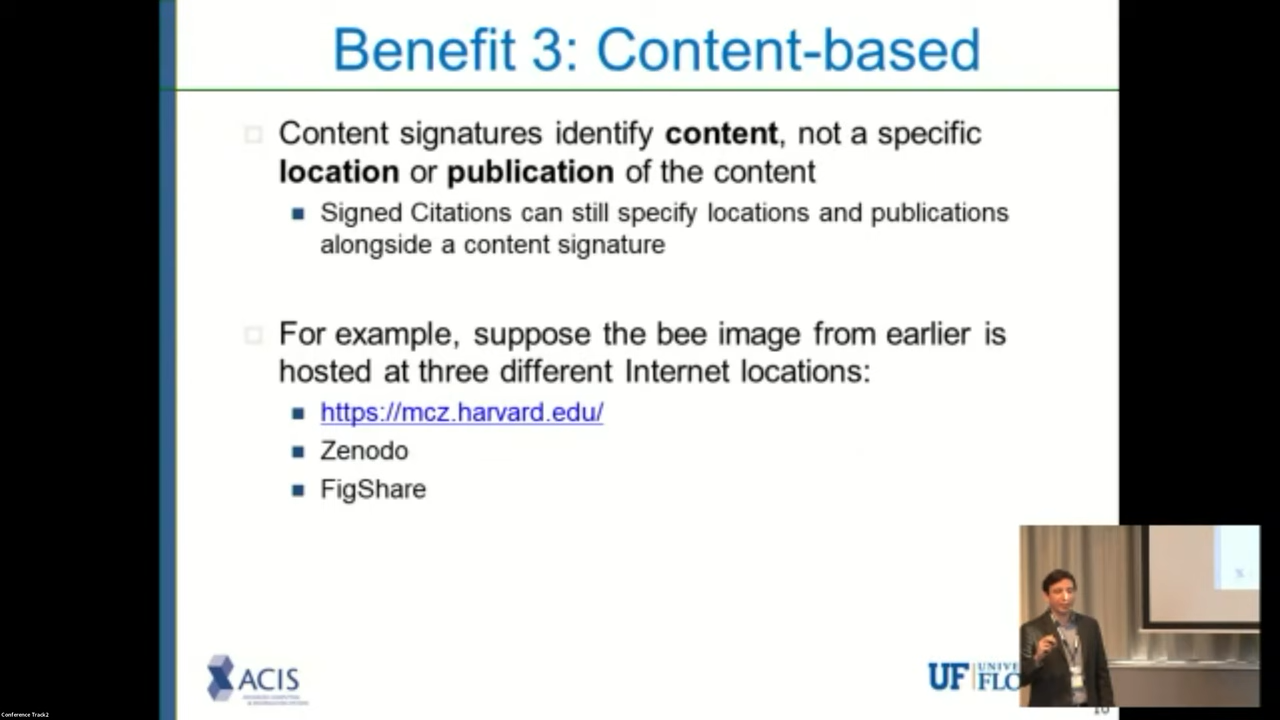 Benefit 3: Content-based
Content signatures identify content, not a specific
location or publication of the content
Signed Citations can still specify locations and publications
alongside a content signature
For example, suppose the bee image from earlier is
hosted at three different Internet locations:
https://mcz.harvard.edu/
Zenodo
FigShare
ACIS
UF
Conference Track2